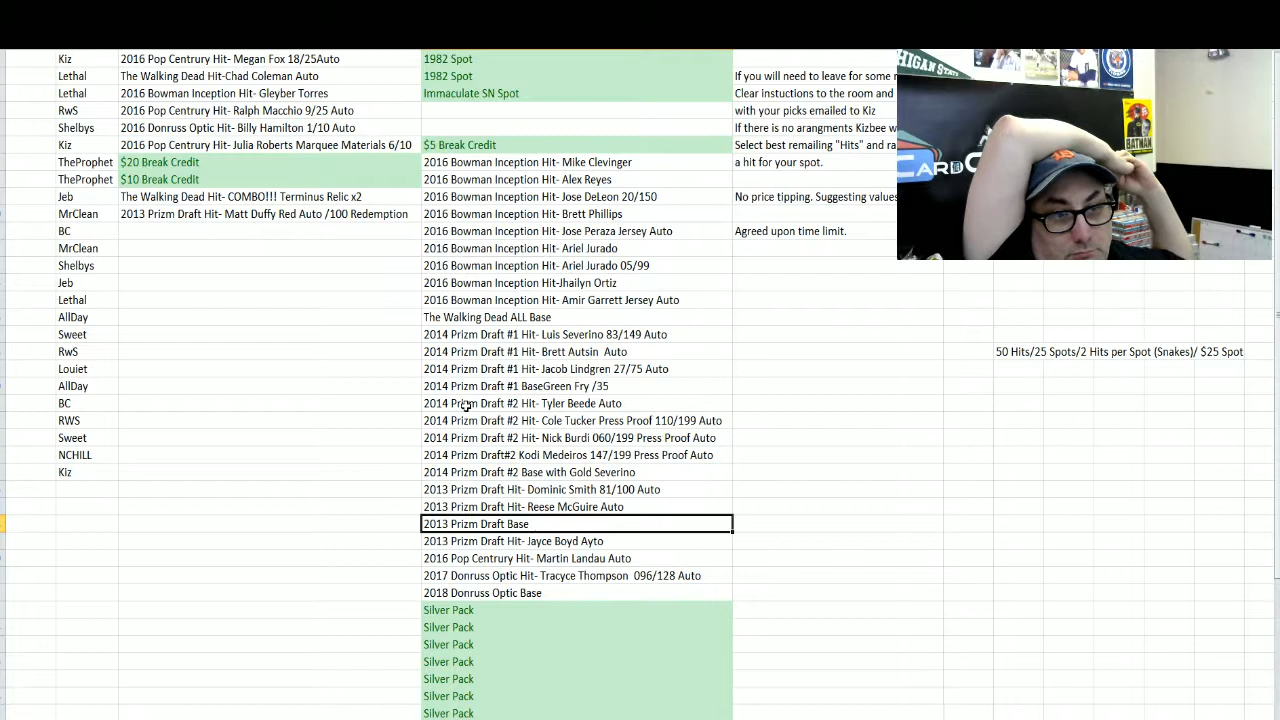 Kiz 2016 Pop Centrury Hit- Megan Fox 18/25Auto 1982 Spot
Lethal The Walking Dead Hit-Chad Coleman Auto 1982 Spot If you will need to leave for some
Lethal 2016 Bowman Inception Hit- Gleyber Torres Immaculate SN Spot Clear instuctions to the room and
RwS 2016 Pop Centrury Hit- Ralph Macchio 9/25 Auto with your picks emailed to Kiz
Shelbys 2016 Donruss Optic Hit- Billy Hamilton 1/10 Auto If there is no arangments Kizbee w
Kiz 2016 Pop Centrury Hit- Julia Roberts Marquee Materials 6/10 $5 Break Credit Select best remailing "Hits" and ra
TheProphet $20 Break Credit 2016 Bowman Inception Hit- Mike Clevinger a hit for your spot.
TheProphet $10 Break Credit 2016 Bowman Inception Hit- Alex Reyes
Jeb The Walking Dead Hit- COMBO!!! Terminus Relic x2 2016 Bowman Inception Hit- Jose DeLeon 20/150 No price tipping. Suggesting values
MrClean 2013 Prizm Draft Hit- Matt Duffy Red Auto /100 Redemption 2016 Bowman Inception Hit- Brett Phillips
BC 2016 Bowman Inception Hit- Jose Peraza Jersey Auto Agreed upon time limit.
MrClean 2016 Bowman Inception Hit- Ariel Jurado
Shelbys 2016 Bowman Inception Hit- Ariel Jurado 05/99
Jeb 2016 Bowman Inception Hit-Jhailyn Ortiz
Lethal 2016 Bowman Inception Hit- Amir Garrett Jersey Auto
AllDay The Walking Dead ALL Base
Sweet 2014 Prizm Draft #1 Hit- Luis Severino 83/149 Auto
RwS 2014 Prizm Draft #1 Hit- Brett Autsin Auto 50 Hits/25 Spots/2 Hits per Spot (Snakes)/ $25 Spot
Louiet 2014 Prizm Draft #1 Hit- Jacob Lindgren 27/75 Auto
AllDay 2014 Prizm Draft #1 BaseGreen Fry /35
BC 2014 Prizm Draft #2 Hit- Tyler Beede Auto
RWS 2014 Prizm Draft #2 Hit- Cole Tucker Press Proof 110/199 Auto
Sweet 2014 Prizm Draft #2 Hit- Nick Burdi 060/199 Press Proof Auto
NCHILL 2014 Prizm Draft#2 Kodi Medeiros 147/199 Press Proof Auto
Kiz 2014 Prizm Draft #2 Base with Gold Severino
2013 Prizm Draft Hit- Dominic Smith 81/100 Auto
2013 Prizm Draft Hit- Reese McGuire Auto
2013 Prizm Draft Base
2013 Prizm Draft Hit- Jayce Boyd Ayto
2016 Pop Centrury Hit- Martin Landau Auto
2017 Donruss Optic Hit- Tracyce Thompson 096/128 Auto
2018 Donruss Optic Base
Silver Pack
Silver Pack
Silver Pack
Silver Pack
Silver Pack
Silver Pack
Silver Pack
HIGAN STATE
BATMAN
CARD